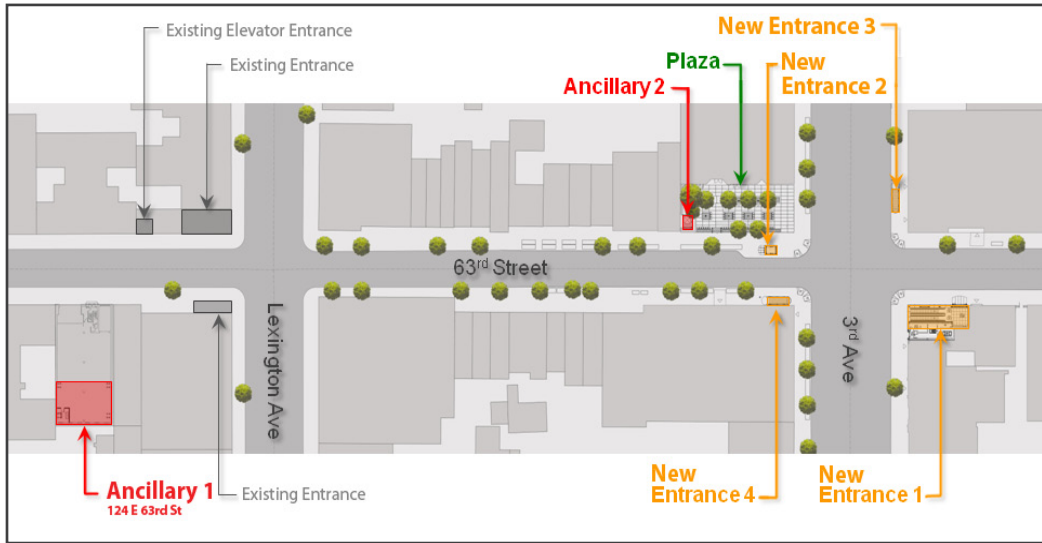 Existing Elevator Entrance
Existing Entrance
New Entrance 3
Plaza
New
Entrance 2
Ancillary 2
63rd Street
Lexington Ave
3rd Ave
Ancillary 1
124 E 63rd St
Existing Entrance
New
Entrance 4
New
Entrance 1